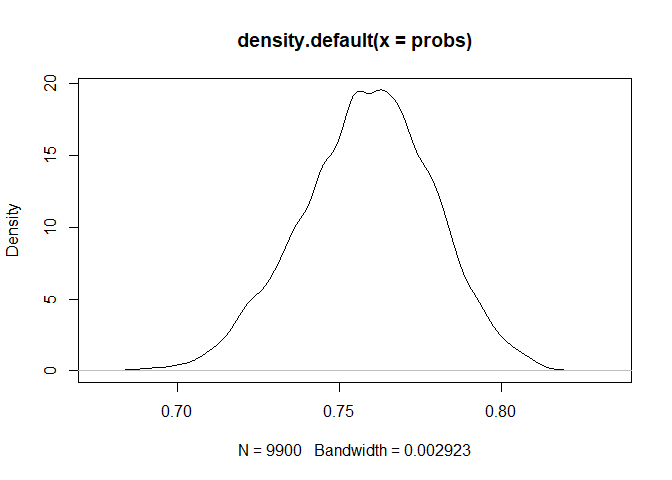 density.default(x = probs)
Density
20
15
10
5
0
0.70 0.75 0.80
N = 9900 Bandwidth = 0.002923